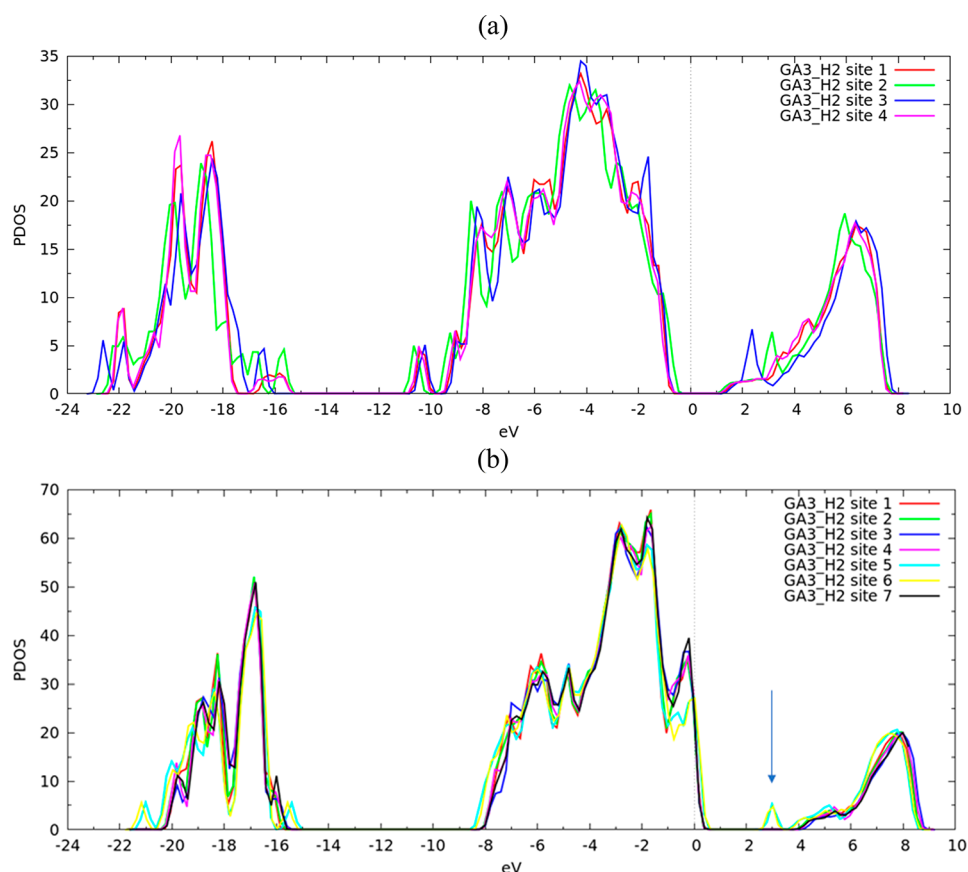 (a)
35
30
25
20
15
10
5
0
PDOS
GA3_H2 site 1
GA3_H2 site 2
GA3_H2 site 3
GA3_H2 site 4
-24 -22 -20 -18 -16 -14 -12 -10 -8 -6 -4 -2 0 2 4 6 8 10
eV
(b)
70
60
50
40
30
20
10
0
PDOS
GA3_H2 site 1
GA3_H2 site 2
GA3_H2 site 3
GA3_H2 site 4
GA3_H2 site 5
GA3_H2 site 6
GA3_H2 site 7
-24 -22 -20 -18 -16 -14 -12 -10 -8 -6 -4 -2 0 2 4 6 8 10
eV